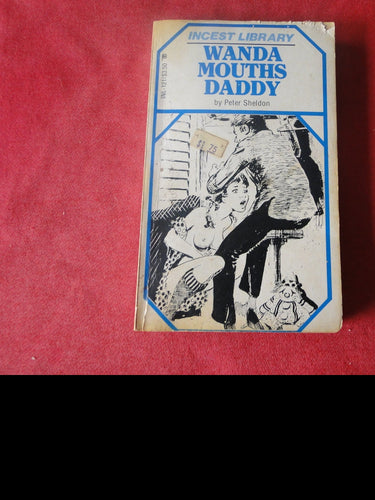 INCEST LIBRARY
WANDA
MOUTHS
DADDY
by Peter Sheldon